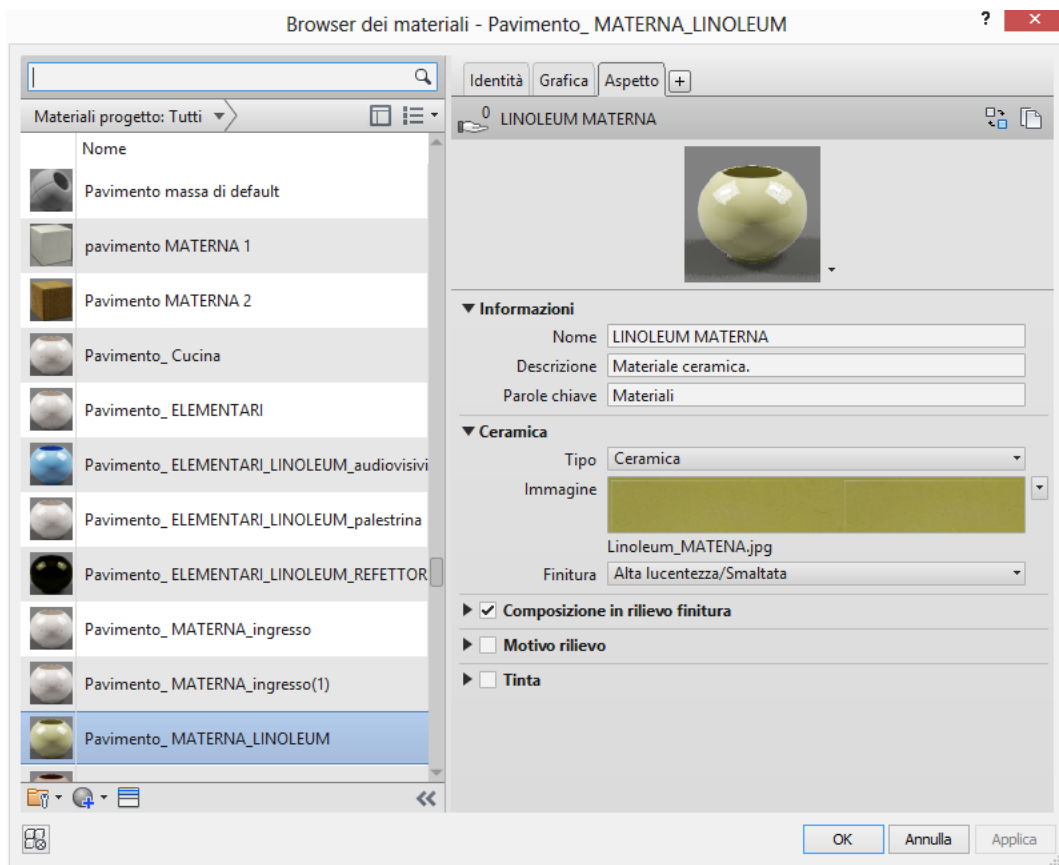 Browser dei materiali - Pavimento_ MATERNA_LINOLEUM
?
Materiali progetto: Tutti
Nome
Pavimento massa di default
pavimento MATERNA 1
Pavimento MATERNA 2
Pavimento_ Cucina
Pavimento_ ELEMENTARI
Pavimento_ ELEMENTARI_LINOLEUM_audiovisivi
Pavimento_ ELEMENTARI_LINOLEUM_palestrina
Pavimento_ ELEMENTARI_LINOLEUM_REFETTOR
Pavimento_ MATERNA_ingresso
Pavimento_ MATERNA_ingresso(1)
Pavimento_ MATERNA_LINOLEUM
Identità Grafica Aspetto +
0 LINOLEUM MATERNA
Informazioni
Nome LINOLEUM MATERNA
Descrizione Materiale ceramica.
Parole chiave Materiali
Ceramica
Tipo Ceramica
Immagine
Linoleum_MATENA.jpg
Finitura Alta lucentezza/Smaltata
Composizione in rilievo finitura
Motivo rilievo
Tinta
OK Annulla Applica